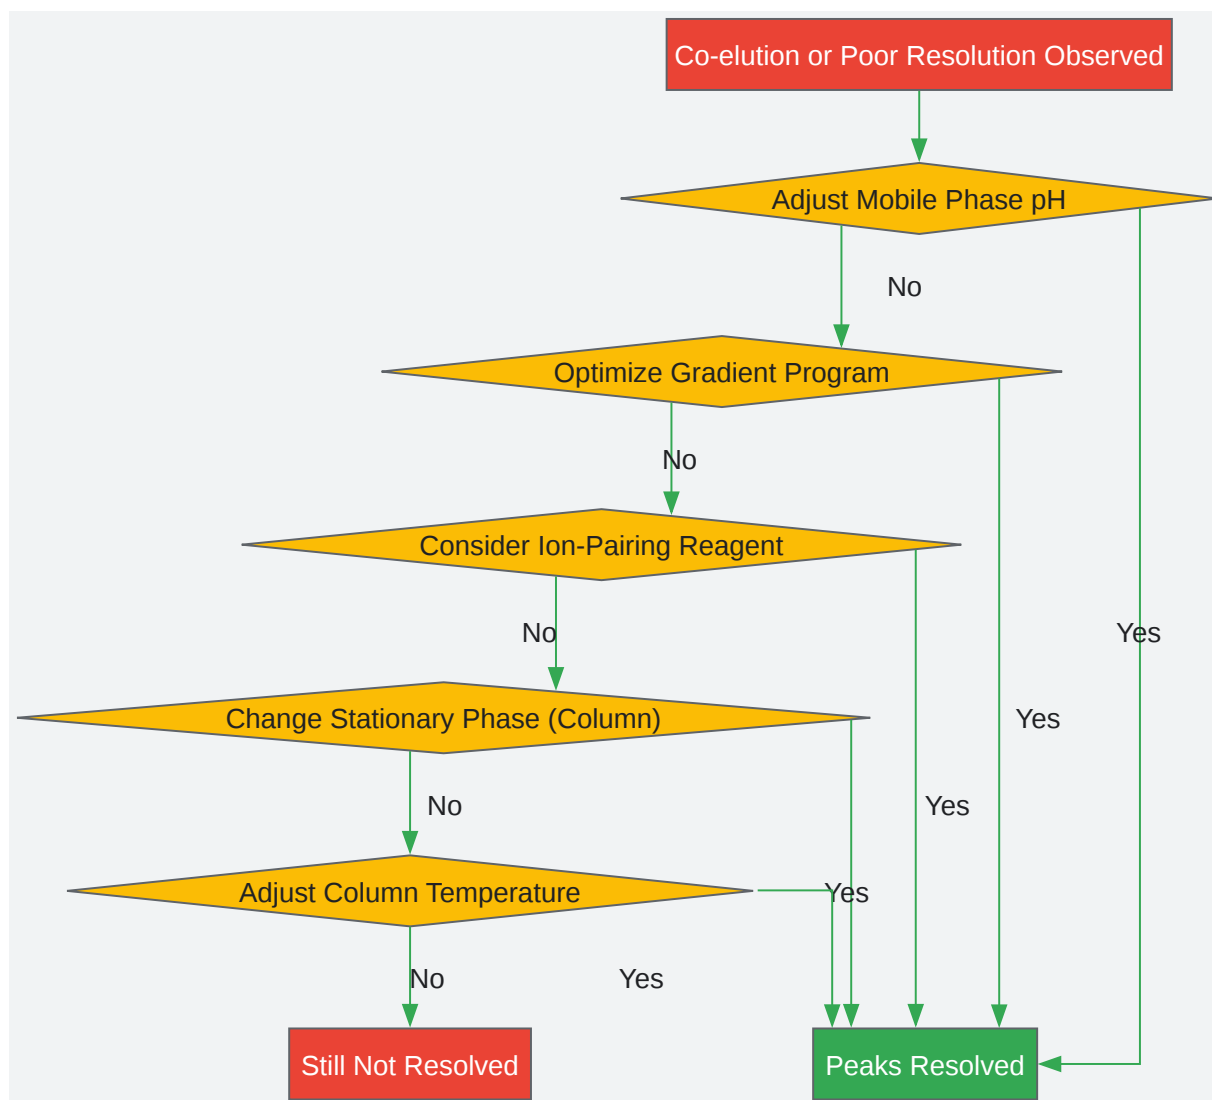 Co-elution or Poor Resolution Observed
Adjust Mobile Phase pH
No
Optimize Gradient Program
No
Consider Ion-Pairing Reagent
No
Yes
Change Stationary Phase (Column)
Yes
No
Yes
Adjust Column Temperature
Yes
No
Yes
Still Not Resolved
Peaks Resolved